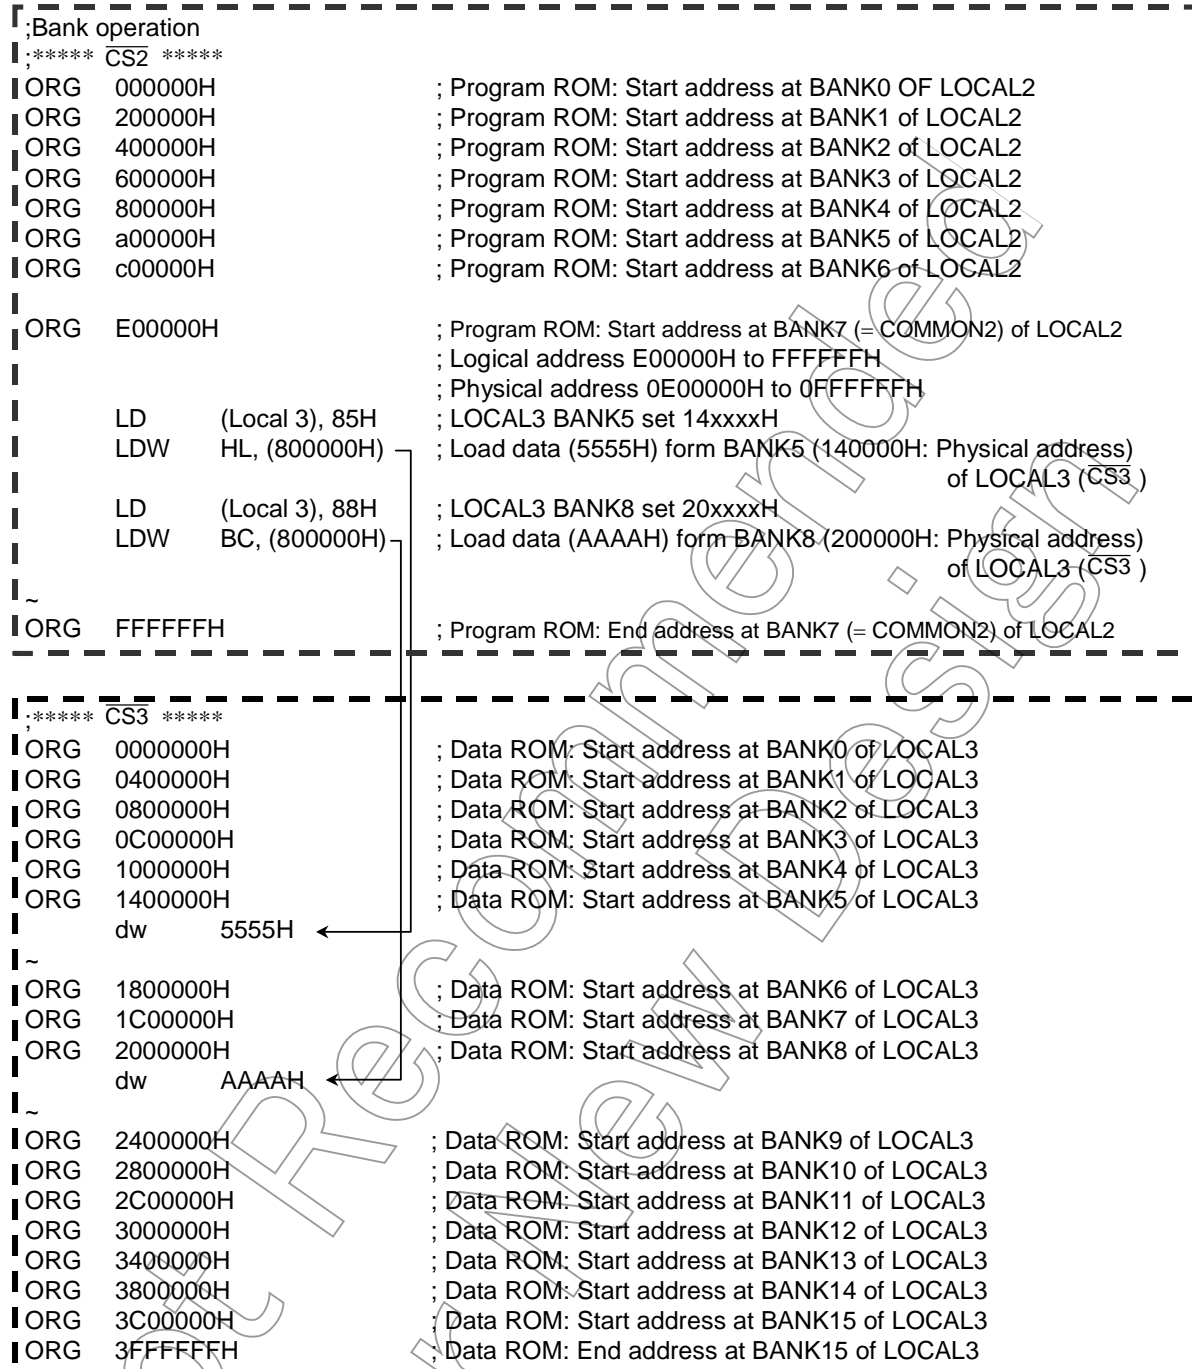 ;Bank operation
;***** CS2 *****
ORG 000000H ; Program ROM: Start address at BANK0 OF LOCAL2
ORG 200000H ; Program ROM: Start address at BANK1 of LOCAL2
ORG 400000H ; Program ROM: Start address at BANK2 of LOCAL2
ORG 600000H ; Program ROM: Start address at BANK3 of LOCAL2
ORG 800000H ; Program ROM: Start address at BANK4 of LOCAL2
ORG a00000H ; Program ROM: Start address at BANK5 of LOCAL2
ORG c00000H ; Program ROM: Start address at BANK6 of LOCAL2
ORG E00000H ; Program ROM: Start address at BANK7 (= COMMON2) of LOCAL2
; Logical address E00000H to FFFFFFH
; Physical address 0E00000H to 0FFFFFFH
LD (Local 3), 85H ; LOCAL3 BANK5 set 14xxxxH
LDW HL, (800000H) ; Load data (5555H) form BANK5 (140000H: Physical address)
of LOCAL3 (CS3 )
LD (Local 3), 88H ; LOCAL3 BANK8 set 20xxxxH
LDW BC, (800000H) ; Load data (AAAAH) form BANK8 (200000H: Physical address)
of LOCAL3 (CS3 )
~
ORG FFFFFFH ; Program ROM: End address at BANK7 (= COMMON2) of LOCAL2
;***** CS3 *****
ORG 0000000H ; Data ROM: Start address at BANK0 of LOCAL3
ORG 0400000H ; Data ROM: Start address at BANK1 of LOCAL3
ORG 0800000H ; Data ROM: Start address at BANK2 of LOCAL3
ORG 0C00000H ; Data ROM: Start address at BANK3 of LOCAL3
ORG 1000000H ; Data ROM: Start address at BANK4 of LOCAL3
ORG 1400000H ; Data ROM: Start address at BANK5 of LOCAL3
dw 5555H
~
ORG 1800000H ; Data ROM: Start address at BANK6 of LOCAL3
ORG 1C00000H ; Data ROM: Start address at BANK7 of LOCAL3
ORG 2000000H ; Data ROM: Start address at BANK8 of LOCAL3
dw AAAAH
~
ORG 2400000H ; Data ROM: Start address at BANK9 of LOCAL3
ORG 2800000H ; Data ROM: Start address at BANK10 of LOCAL3
ORG 2C00000H ; Data ROM: Start address at BANK11 of LOCAL3
ORG 3000000H ; Data ROM: Start address at BANK12 of LOCAL3
ORG 3400000H ; Data ROM: Start address at BANK13 of LOCAL3
ORG 3800000H ; Data ROM: Start address at BANK14 of LOCAL3
ORG 3C00000H ; Data ROM: Start address at BANK15 of LOCAL3
ORG 3FFFFFFH ; Data ROM: End address at BANK15 of LOCAL3
Recommended
New Design